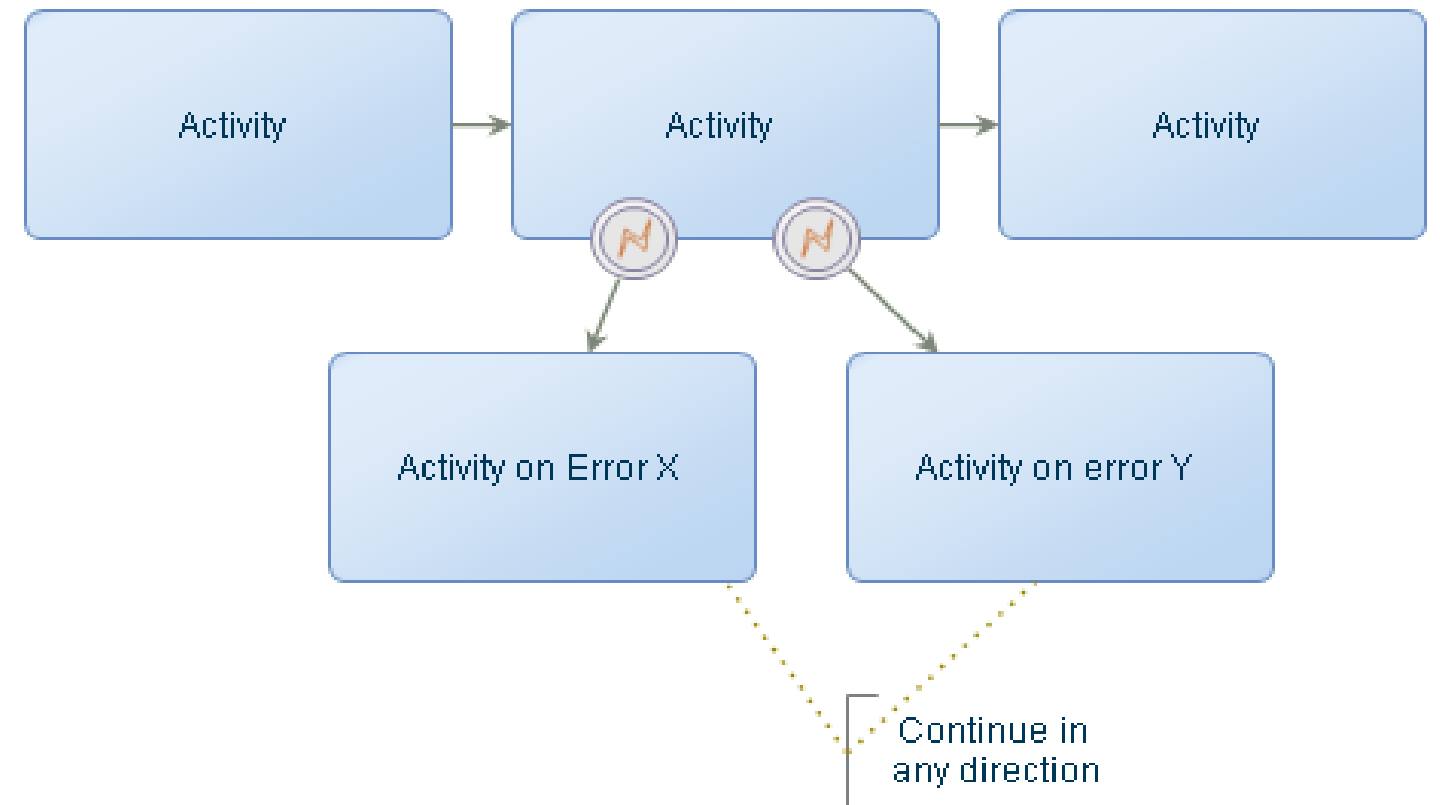 Activity
Activity
Activity
Activity on Error X
Activity on error Y
Continue in
any direction